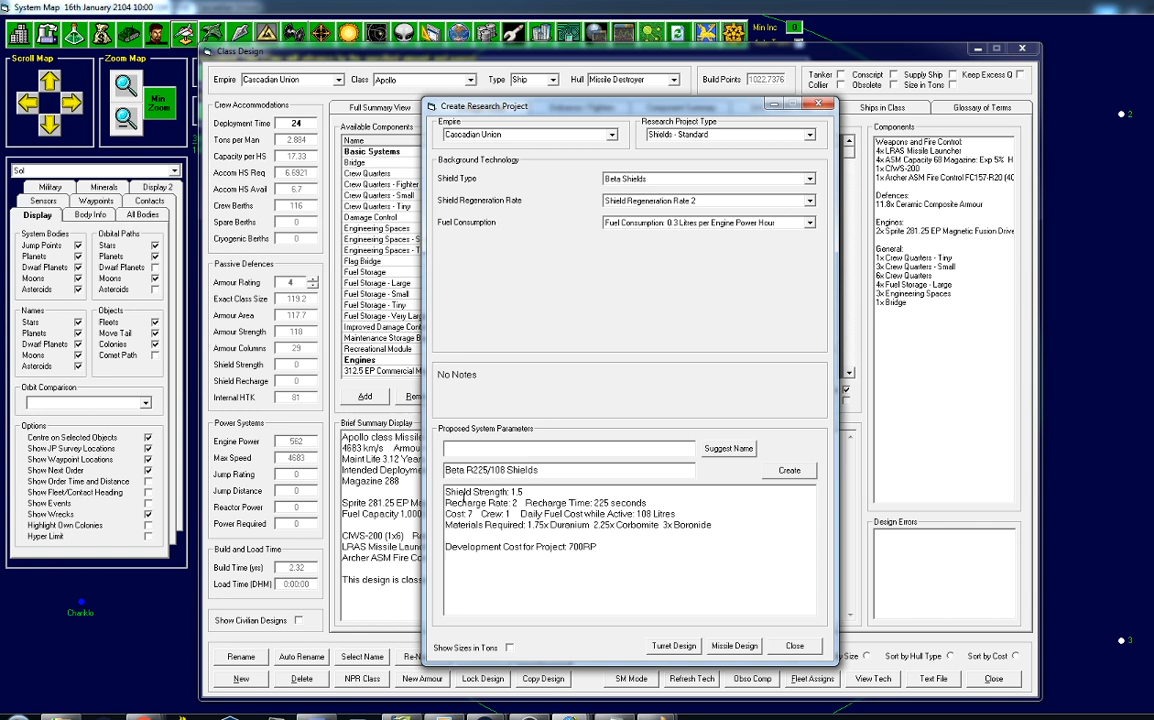 System Map 16th January 2104 10:00
Min Inc
0
Scroll Map
Zoom Map
Min
Zoom
Sol
Military
Minerals
Display 2
Sensors
Waypoints
Contacts
Display
Body Info
All Bodies
System Bodies
Orbital Paths
Jump Points
Stars
Planets
Planets
Dwarf Planets
Dwarf Planets
Moons
Moons
Asteroids
Asteroids
Names
Objects
Stars
Fleets
Planets
Move Tail
Dwarf Planets
Colonies
Moons
Comet Path
Asteroids
Orbit Comparison
Options
Centre on Selected Objects
Show JP Survey Locations
Show Waypoint Locations
Show Next Order
Show Order Time and Distance
Show Fleet/Contact Heading
Show Events
Show Wrecks
Highlight Own Colonies
Hyper Limit
Class Design
Empire
Cascadian Union
Class
Apollo
Type
Ship
Hull
Missile Destroyer
Build Points
1022.7376
Tanker
Conscript
Supply Ship
Keep Excess Q
Collier
Obsolete
Size in Tons
Crew Accommodations
Deployment Time 24
Tons per Man 2.884
Capacity per HS 17.33
Accom HS Req 6.6921
Accom HS Avail 6.7
Crew Berths 116
Spare Berths 0
Cryogenic Berths 0
Passive Defences
Armour Rating 4
Exact Class Size 119.2
Armour Area 117.7
Armour Strength 118
Armour Columns 29
Shield Strength 0
Shield Recharge 0
Internal HTK 81
Power Systems
Engine Power 562
Max Speed 4683
Jump Rating 0
Jump Distance 0
Reactor Power 0
Power Required 0
Build and Load Time
Build Time (yrs) 2.32
Load Time (DHM) 0:00:00
Show Civilian Designs
Full Summary View
Ships in Class
Glossary of Terms
Available Components
Name
Basic Systems
Bridge
Crew Quarters
Crew Quarters - Fighter
Crew Quarters - Small
Crew Quarters - Tiny
Damage Control
Engineering Spaces
Engineering Spaces - S
Engineering Spaces - T
Flag Bridge
Fuel Storage
Fuel Storage - Large
Fuel Storage - Small
Fuel Storage - Tiny
Fuel Storage - Very Larg
Improved Damage Cont
Maintenance Storage B
Recreational Module
Engines
312.5 EP Commercial M
Add
Brief Summary Display
Apollo class Missile
4683 km/s Armou
Maint Life 3.12 Year
Intended Deployme
Magazine 288
Sprite 281.25 EP M
Fuel Capacity 1,000
CIWS-200 (1x6) Ra
LRAS Missile Launc
Archer ASM Fire Co
This design is class
Create Research Project
Empire
Cascadian Union
Research Project Type
Shields - Standard
Background Technology
Shield Type
Beta Shields
Shield Regeneration Rate
Shield Regeneration Rate 2
Fuel Consumption
Fuel Consumption: 0.3 Litres per Engine Power Hour
No Notes
Proposed System Parameters
Suggest Name
Beta R225/108 Shields
Create
Shield Strength: 1.5
Recharge Rate: 2 Recharge Time: 225 seconds
Cost: 7 Crew: 1 Daily Fuel Cost while Active: 108 Litres
Materials Required: 1.75x Duranium 2.25x Corbomite 3x Boronide
Development Cost for Project: 700RP
Show Sizes in Tons
Turret Design
Missile Design
Close
Components
Weapons and Fire Control:
4x LRAS Missile Launcher
4x ASM Capacity 68 Magazine: Exp 5% H
1x CIWS-200
1x Archer ASM Fire Control FC157-R20 (40
Defences:
11.8x Ceramic Composite Armour
Engines:
2x Sprite 281.25 EP Magnetic Fusion Drive
General:
1x Crew Quarters - Tiny
3x Crew Quarters - Small
6x Crew Quarters
4x Fuel Storage - Large
3x Engineering Spaces
1x Bridge
Design Errors
Sort by Hull Type
Sort by Cost
Rename
Auto Rename
Select Name
New
Delete
NPR Class
New Armour
Lock Design
Copy Design
SM Mode
Refresh Tech
Obso Comp
Fleet Assigns
View Tech
Text File
Close
2
3